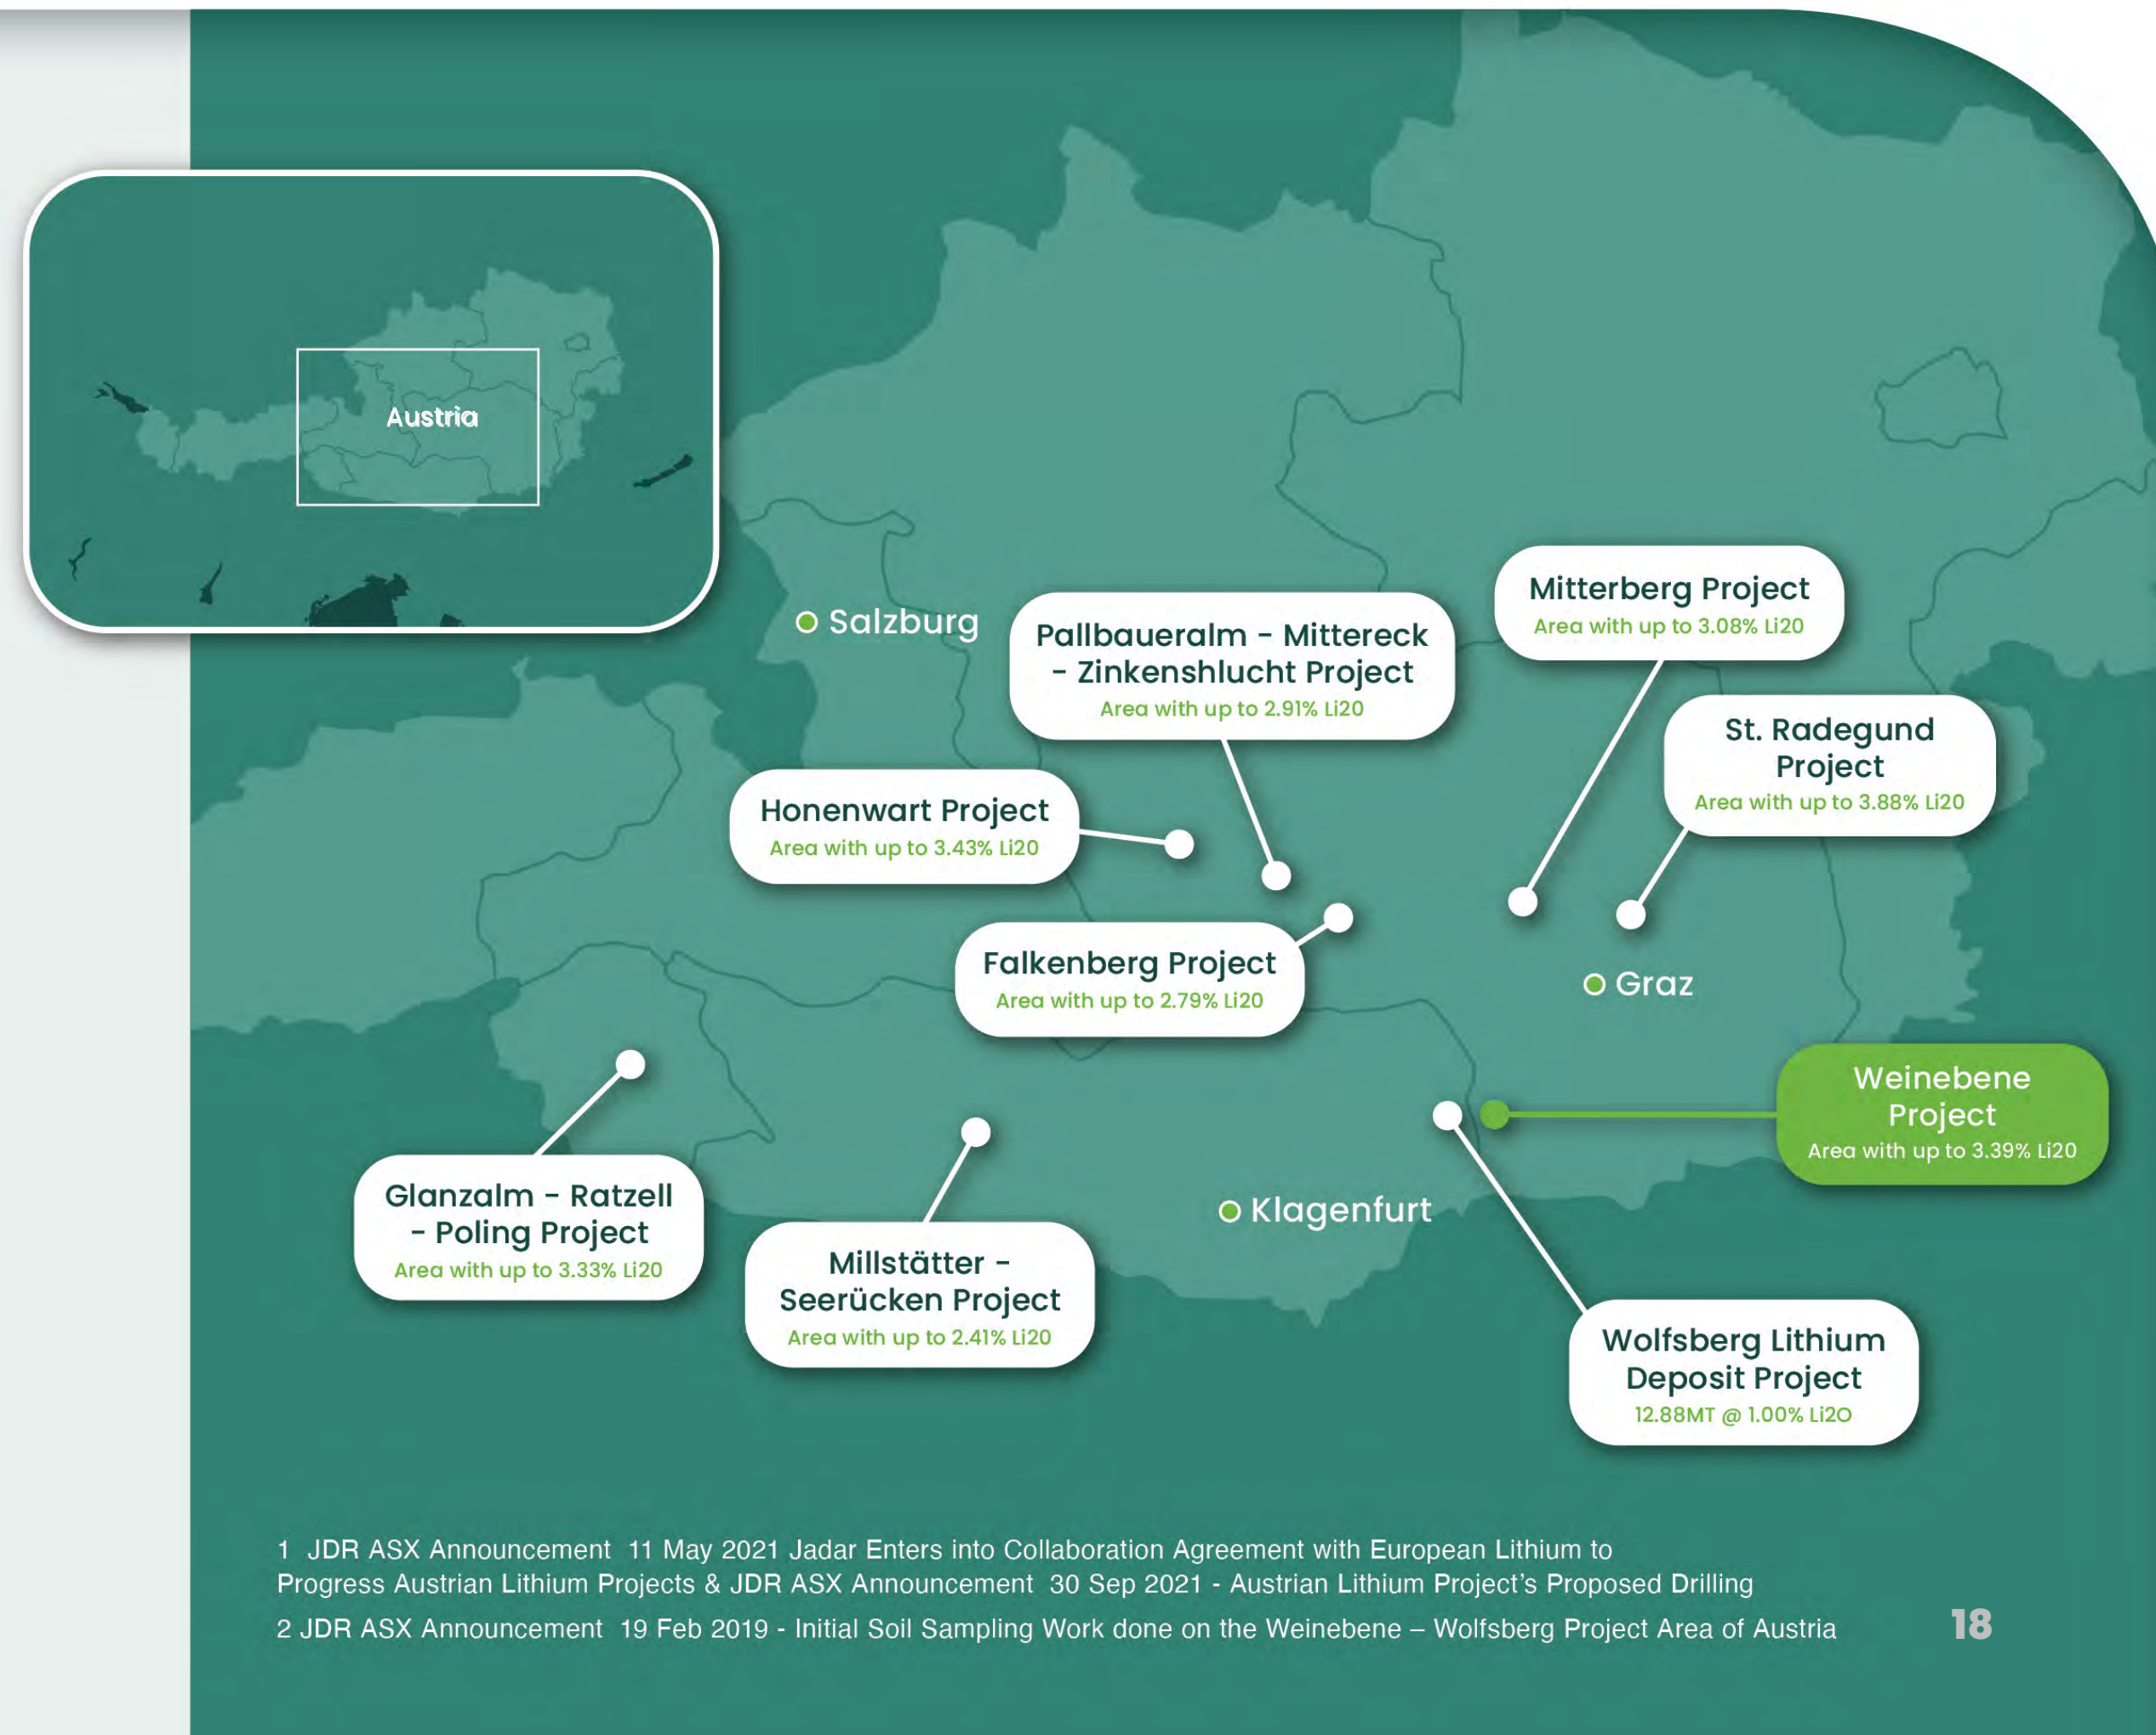 Austria
Salzburg
Pallbaueralm - Mittereck
- Zinkenshlucht Project
Area with up to 2.91% Li20
Mitterberg Project
Area with up to 3.08% Li20
St. Radegund
Project
Area with up to 3.88% Li20
Honenwart Project
Area with up to 3.43% Li20
Falkenberg Project
Area with up to 2.79% Li20
Graz
Weinebene
Project
Area with up to 3.39% Li20
Glanzalm - Ratzell
- Poling Project
Area with up to 3.33% Li20
Millstätter -
Seerücken Project
Area with up to 2.41% Li20
Klagenfurt
Wolfsberg Lithium
Deposit Project
12.88MT @ 1.00% Li2O
1 JDR ASX Announcement 11 May 2021 Jadar Enters into Collaboration Agreement with European Lithium to
Progress Austrian Lithium Projects & JDR ASX Announcement 30 Sep 2021 - Austrian Lithium Project's Proposed Drilling
2 JDR ASX Announcement 19 Feb 2019 - Initial Soil Sampling Work done on the Weinebene – Wolfsberg Project Area of Austria
18